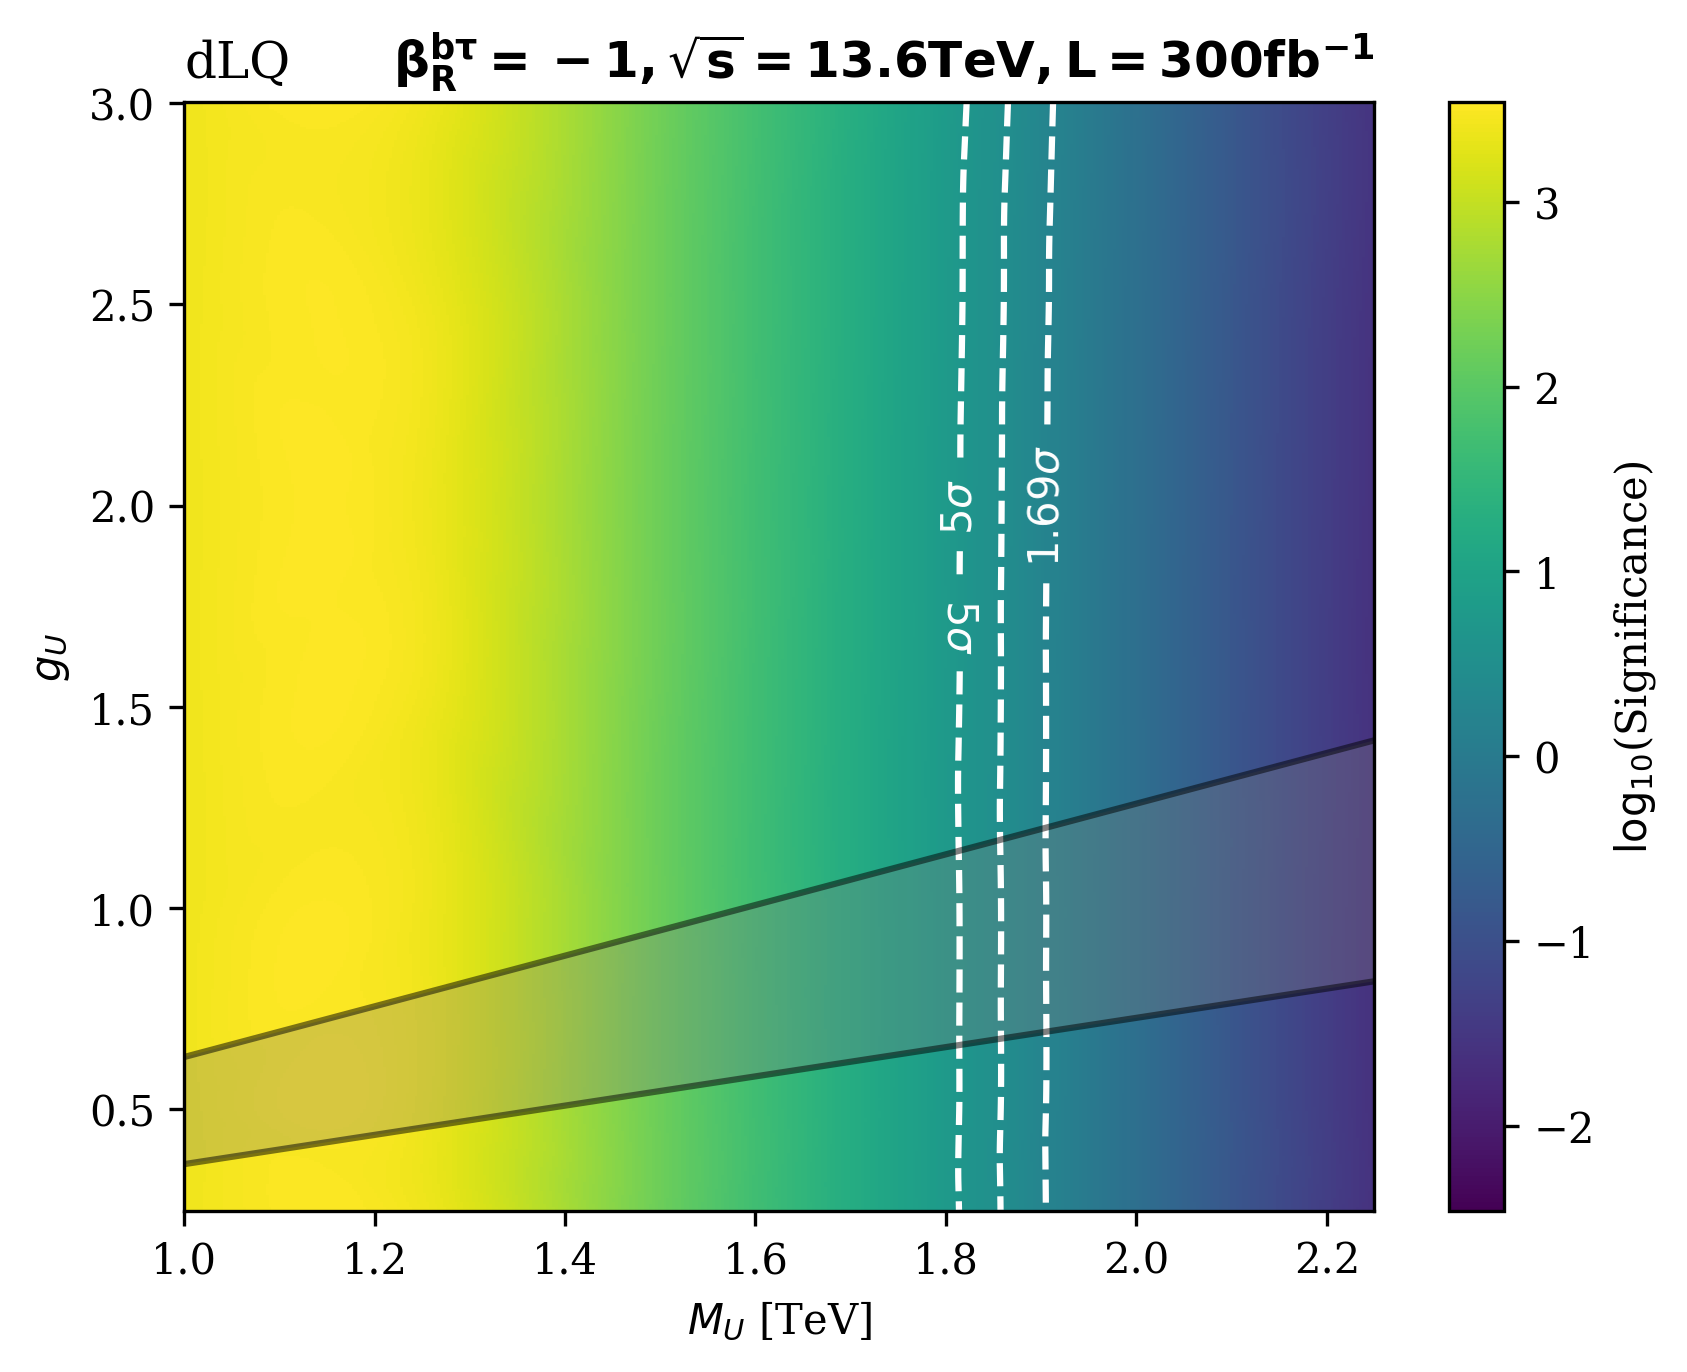 dLQ
β_R^{bτ} = −1, √s = 13.6TeV, L = 300fb⁻¹
3.0
2.5
2.0
1.5
1.0
0.5
g_U
5σ
5σ
1.69σ
1.0 1.2 1.4 1.6 1.8 2.0 2.2
M_U [TeV]
3
2
1
0
−1
−2
log₁₀(Significance)